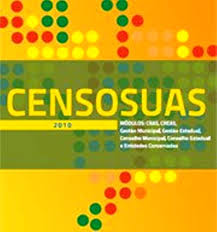 CENSOSUAS
2010
MÓDULOS: CRAS, CREAS,
Gestão Municipal, Gestão Estadual,
Conselho Municipal, Conselho Estadual
e Entidades Conveniadas